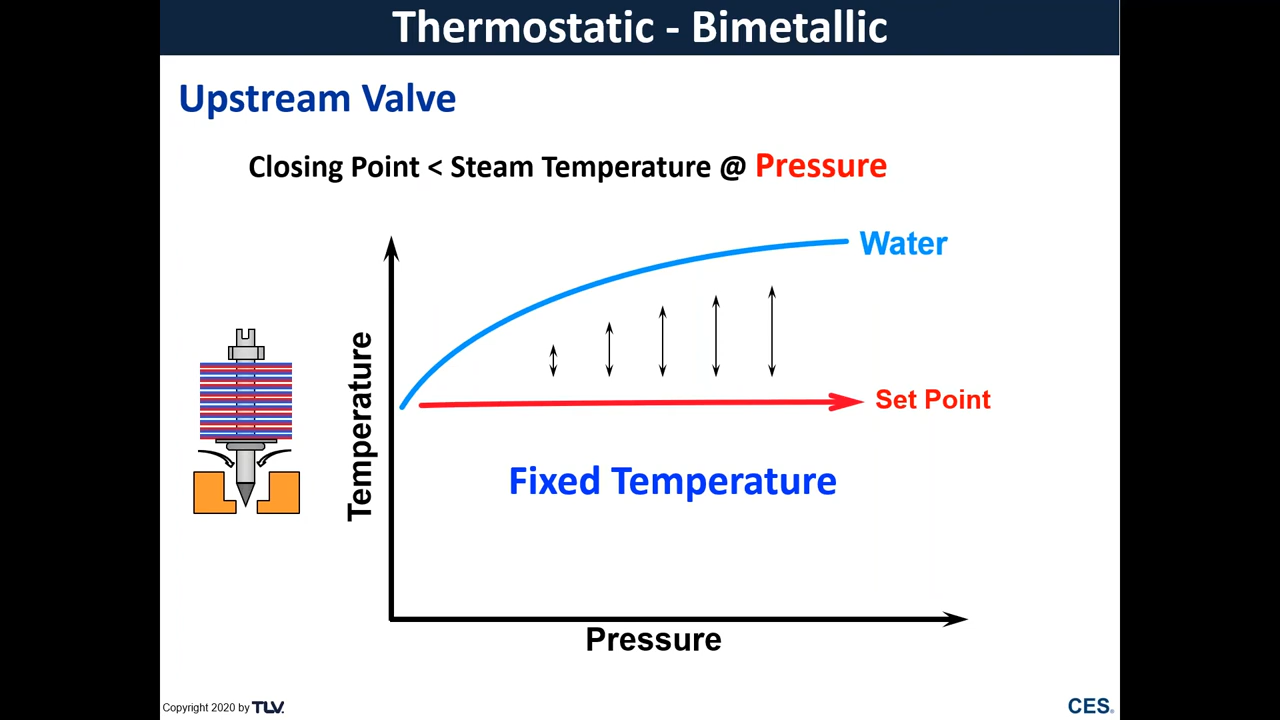 Thermostatic - Bimetallic
Upstream Valve
Closing Point < Steam Temperature @ Pressure
Water
Temperature
Set Point
Fixed Temperature
Pressure
Copyright 2020 by TLV.
CES®